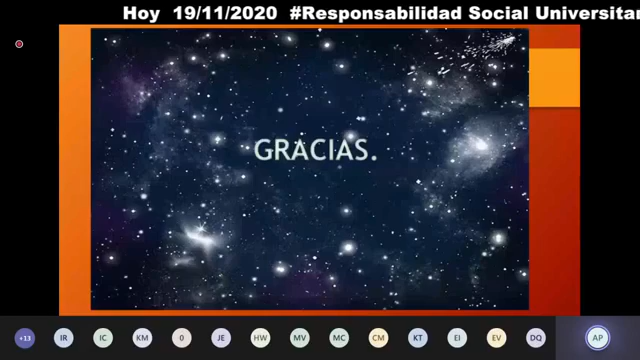 Hoy 19/11/2020 #Responsabilidad Social Universitar
GRACIAS.
+13 IR IC KM 0 JE HW MV MC CM KT EI EV DQ AP